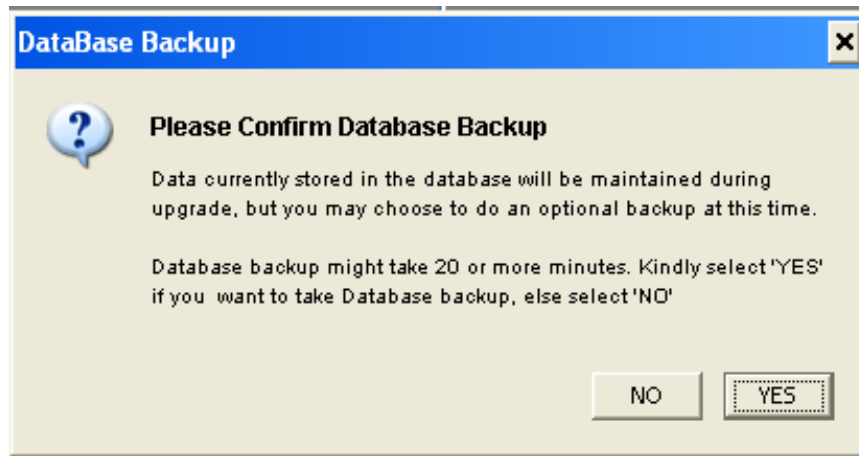 DataBase Backup
Please Confirm Database Backup
Data currently stored in the database will be maintained during
upgrade, but you may choose to do an optional backup at this time.
Database backup might take 20 or more minutes. Kindly select 'YES'
if you want to take Database backup, else select 'NO'
NO
YES